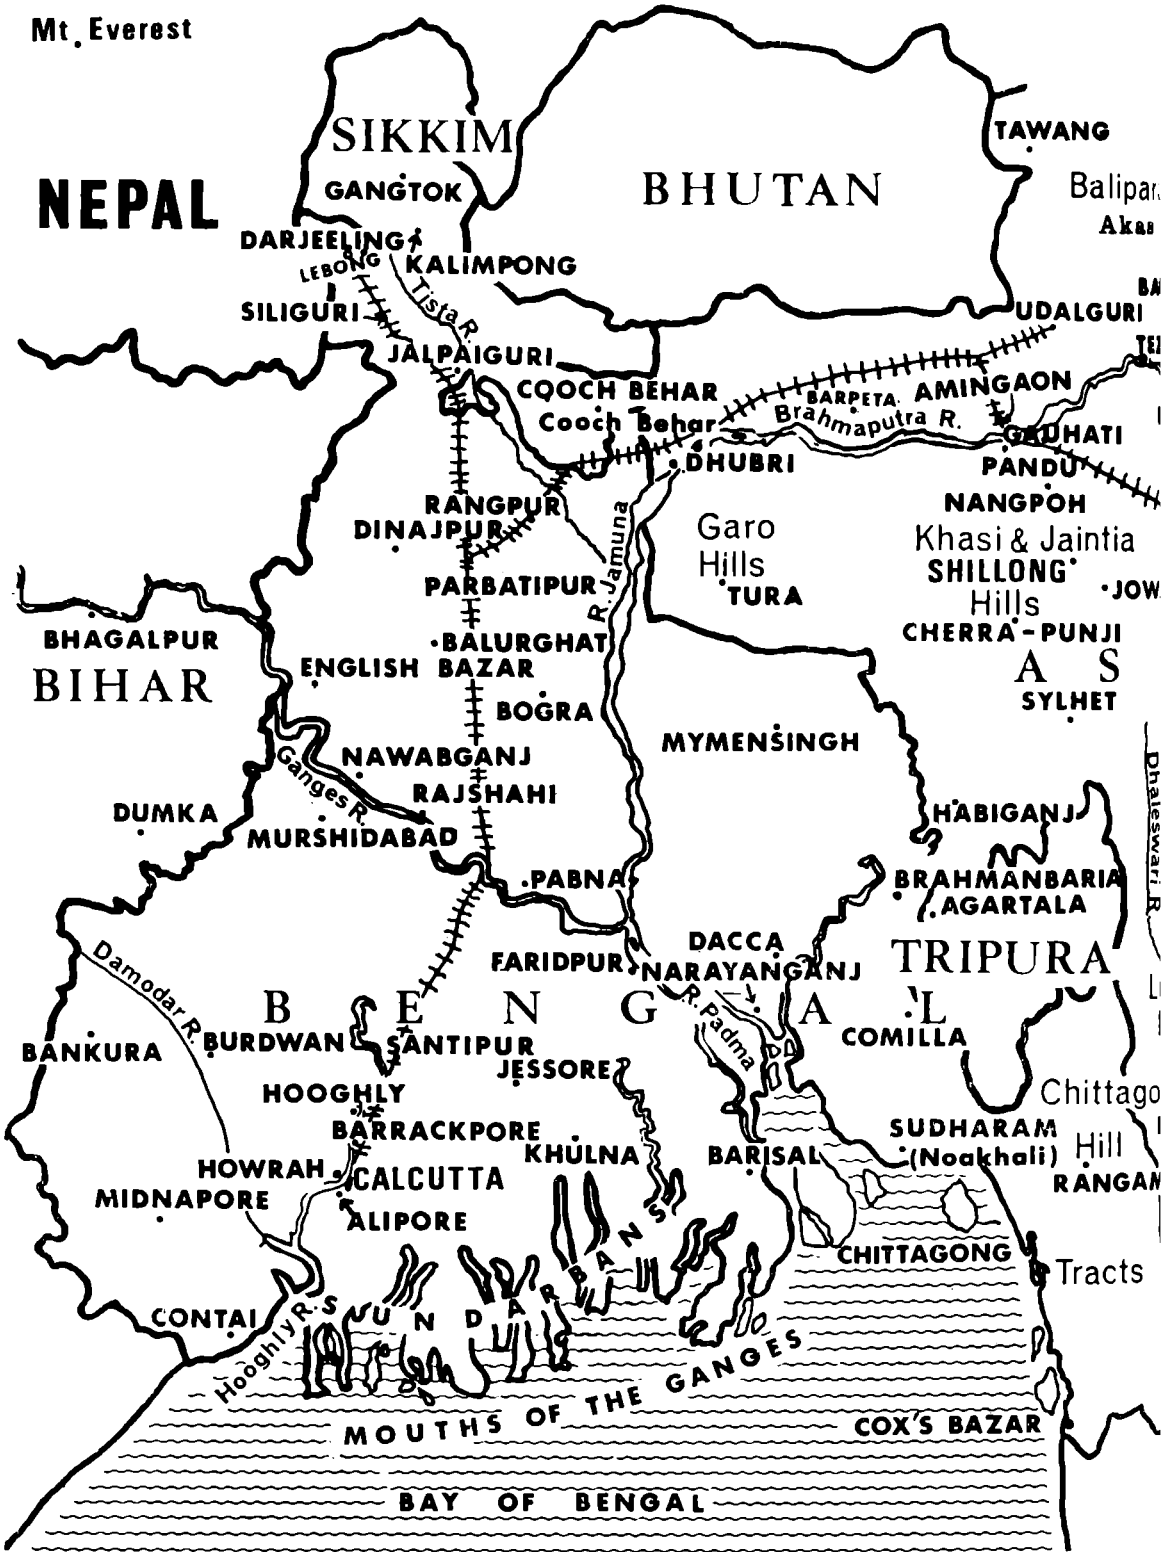 Mt. Everest
SIKKIM
TAWANG
NEPAL
GANGTOK
BHUTAN
Balipar
Akas
DARJEELING
LEBONG
KALIMPONG
Tista R.
SILIGURI
UDALGURI
JALPAIGURI
COOCH BEHAR
Cooch Behar
BARPETA
AMINGAON
Brahmaputra R.
GAUHATI
DHUBRI
PANDU
NANGPOH
RANGPUR
DINAJPUR
R. Jamuna
Garo
Hills
TURA
Khasi & Jaintia
SHILLONG
Hills
JOW
CHERRA-PUNJI
PARBATIPUR
BHAGALPUR
BIHAR
BALURGHAT
ENGLISH BAZAR
A S
SYLHET
BOGRA
MYMENSINGH
NAWABGANJ
Ganges R.
RAJSHAHI
DUMKA
MURSHIDABAD
HABIGANJ
Dhaleswari R.
PABNA
BRAHMANBARIA
AGARTALA
DACCA
TRIPURA
FARIDPUR
NARAYANGANJ
Damodar R.
BENGAL
R. Padma
COMILLA
BANKURA
BURDWAN
SANTIPUR
JESSORE
HOOGHLY
Chittago
BARRACKPORE
SUDHARAM
(Noakhali)
Hill
KHULNA
BARISAL
HOWRAH
CALCUTTA
RANGAM
MIDNAPORE
ALIPORE
CHITTAGONG
Tracts
SUNDARBANS
CONTAI
Hooghly R.
MOUTHS OF THE GANGES
COX'S BAZAR
BAY OF BENGAL